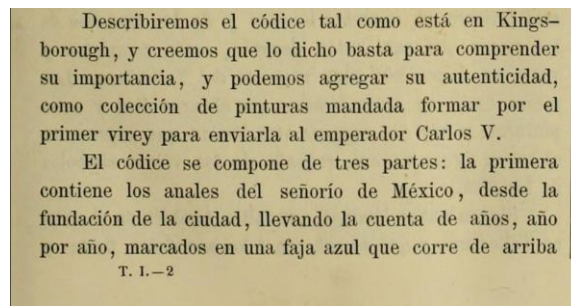 Describiremos el códice tal como está en Kings-
borough, y creemos que lo dicho basta para comprender
su importancia, y podemos agregar su autenticidad,
como colección de pinturas mandada formar por el
primer virey para enviarla al emperador Carlos V.
El códice se compone de tres partes: la primera
contiene los anales del señorío de México, desde la
fundación de la ciudad, llevando la cuenta de años, año
por año, marcados en una faja azul que corre de arriba
T. I.—2